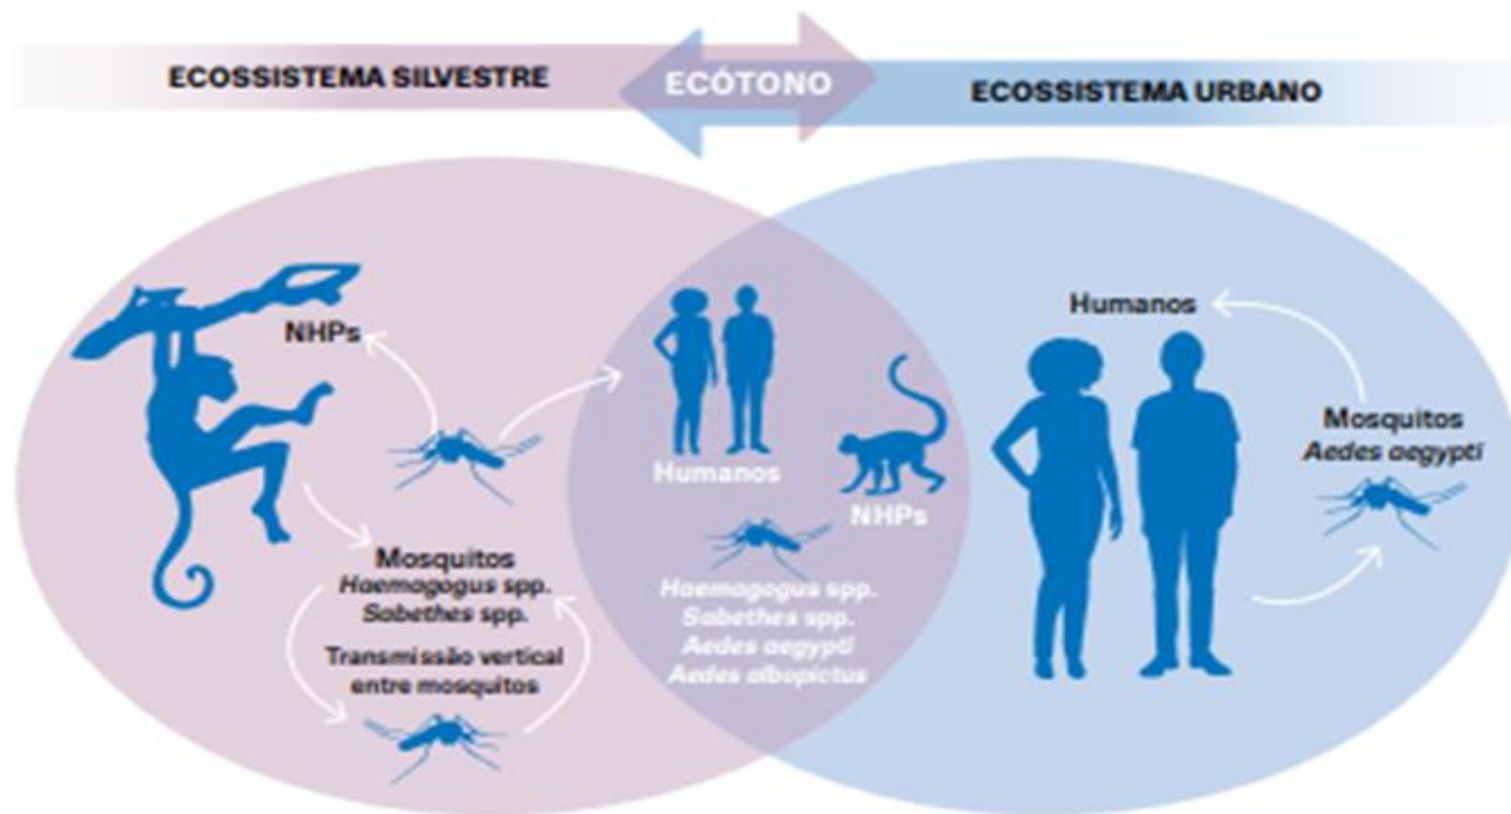 ECOSSISTEMA SILVESTRE
ECÓTONO
ECOSSISTEMA URBANO
NHPs
Mosquitos
Haemagogus spp.
Sabethes spp.
Transmissão vertical
entre mosquitos
Humanos
NHPs
Haemagogus spp.
Sabethes spp.
Aedes aegypti
Aedes albopictus
Humanos
Mosquitos
Aedes aegypti